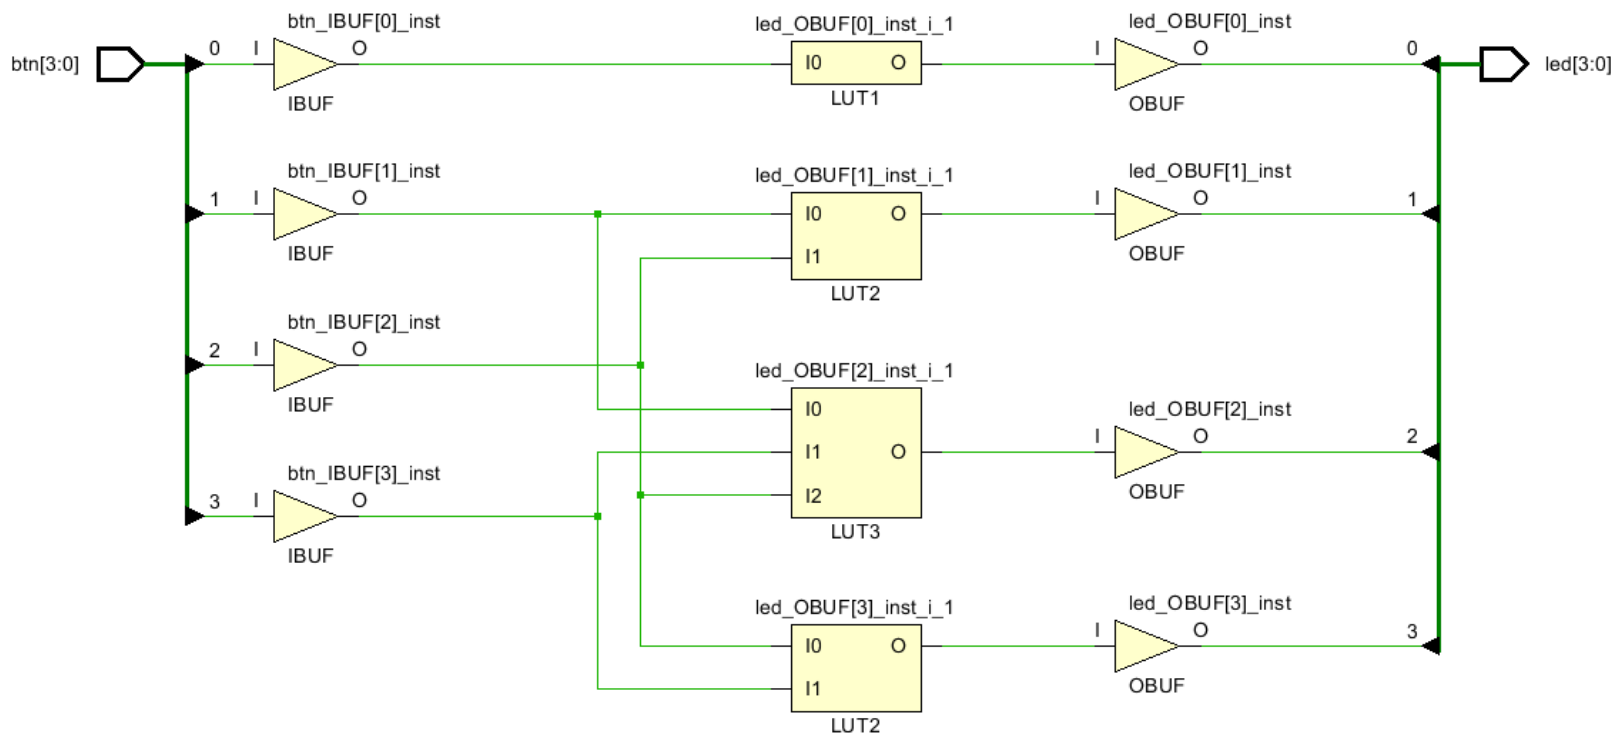 btn[3:0]
0
I
btn_IBUF[0]_inst
O
IBUF
led_OBUF[0]_inst_i_1
I0
O
LUT1
I
led_OBUF[0]_inst
O
OBUF
0
led[3:0]
1
I
btn_IBUF[1]_inst
O
IBUF
led_OBUF[1]_inst_i_1
I0
O
I1
LUT2
I
led_OBUF[1]_inst
O
OBUF
1
2
I
btn_IBUF[2]_inst
O
IBUF
led_OBUF[2]_inst_i_1
I0
I1
O
I2
LUT3
I
led_OBUF[2]_inst
O
OBUF
2
3
I
btn_IBUF[3]_inst
O
IBUF
led_OBUF[3]_inst_i_1
I0
O
I1
LUT2
I
led_OBUF[3]_inst
O
OBUF
3